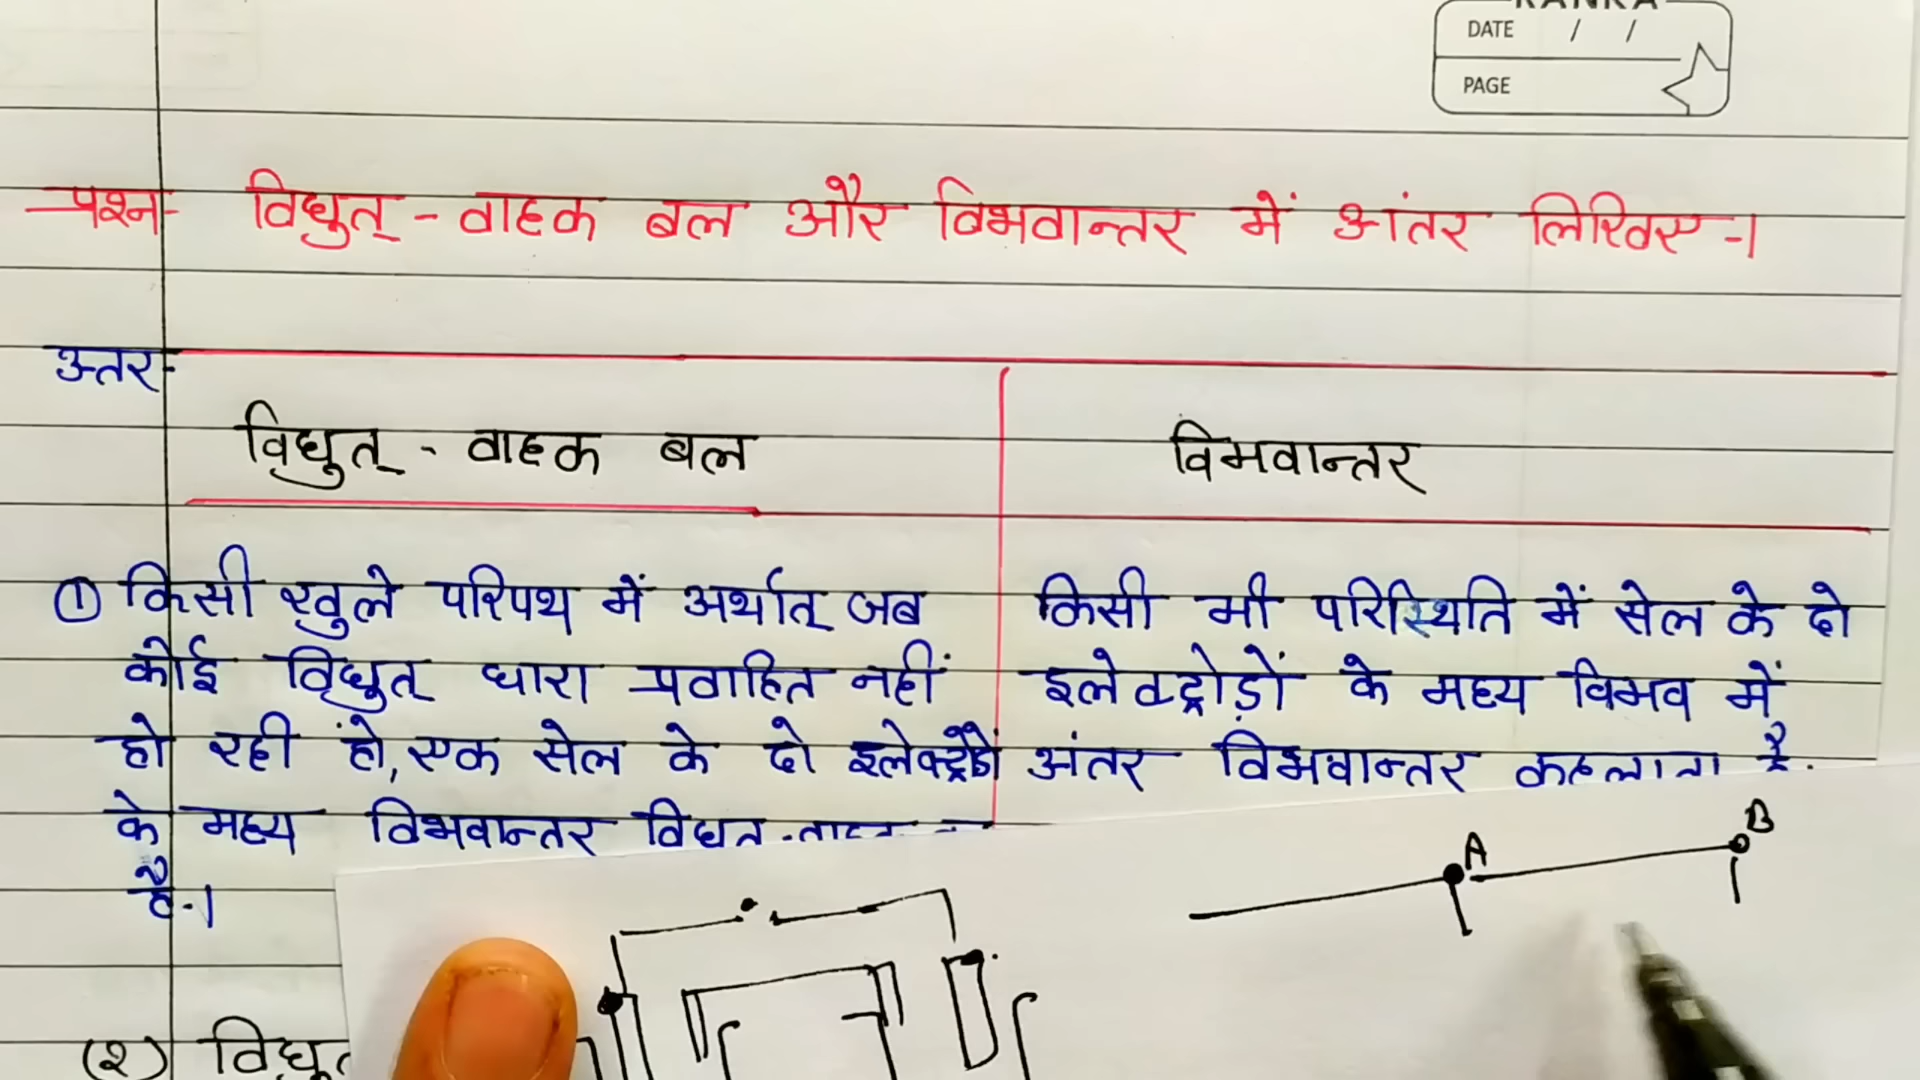 DATE / /
PAGE
प्रश्न- विधुत् - वाहक बल और विभवान्तर में अंतर लिखिए -।
उत्तर-
विधुत् - वाहक बल
विभवान्तर
① किसी खुले परिपथ में अर्थात् जब
कोई विधुत् धारा प्रवाहित नहीं
हो रही हो, एक सेल के दो इलेक्ट्रोडों
के मध्य विभवान्तर
है-।
किसी भी परिस्थिति में सेल के दो
इलेक्ट्रोड़ों के मध्य विभव में
अंतर विभवान्तर कहलाता है.
A
B
(२) विधुत